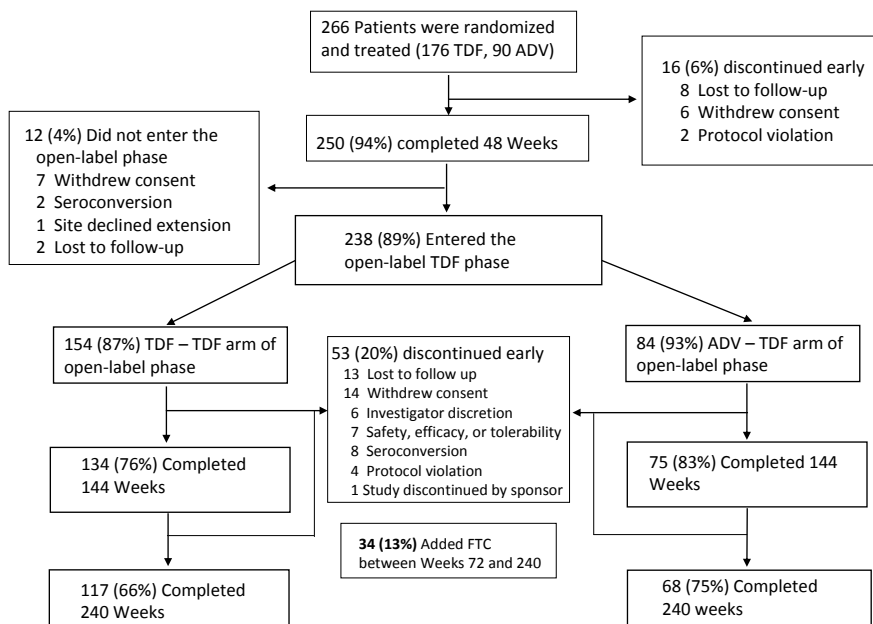 266 Patients were randomized
and treated (176 TDF, 90 ADV)
16 (6%) discontinued early
8 Lost to follow-up
6 Withdrew consent
2 Protocol violation
12 (4%) Did not enter the
open-label phase
7 Withdrew consent
2 Seroconversion
1 Site declined extension
2 Lost to follow-up
250 (94%) completed 48 Weeks
238 (89%) Entered the
open-label TDF phase
154 (87%) TDF – TDF arm of
open-label phase
53 (20%) discontinued early
13 Lost to follow up
14 Withdrew consent
6 Investigator discretion
7 Safety, efficacy, or tolerability
8 Seroconversion
4 Protocol violation
1 Study discontinued by sponsor
84 (93%) ADV – TDF arm of
open-label phase
134 (76%) Completed
144 Weeks
75 (83%) Completed 144
Weeks
34 (13%) Added FTC
between Weeks 72 and 240
117 (66%) Completed
240 Weeks
68 (75%) Completed
240 weeks